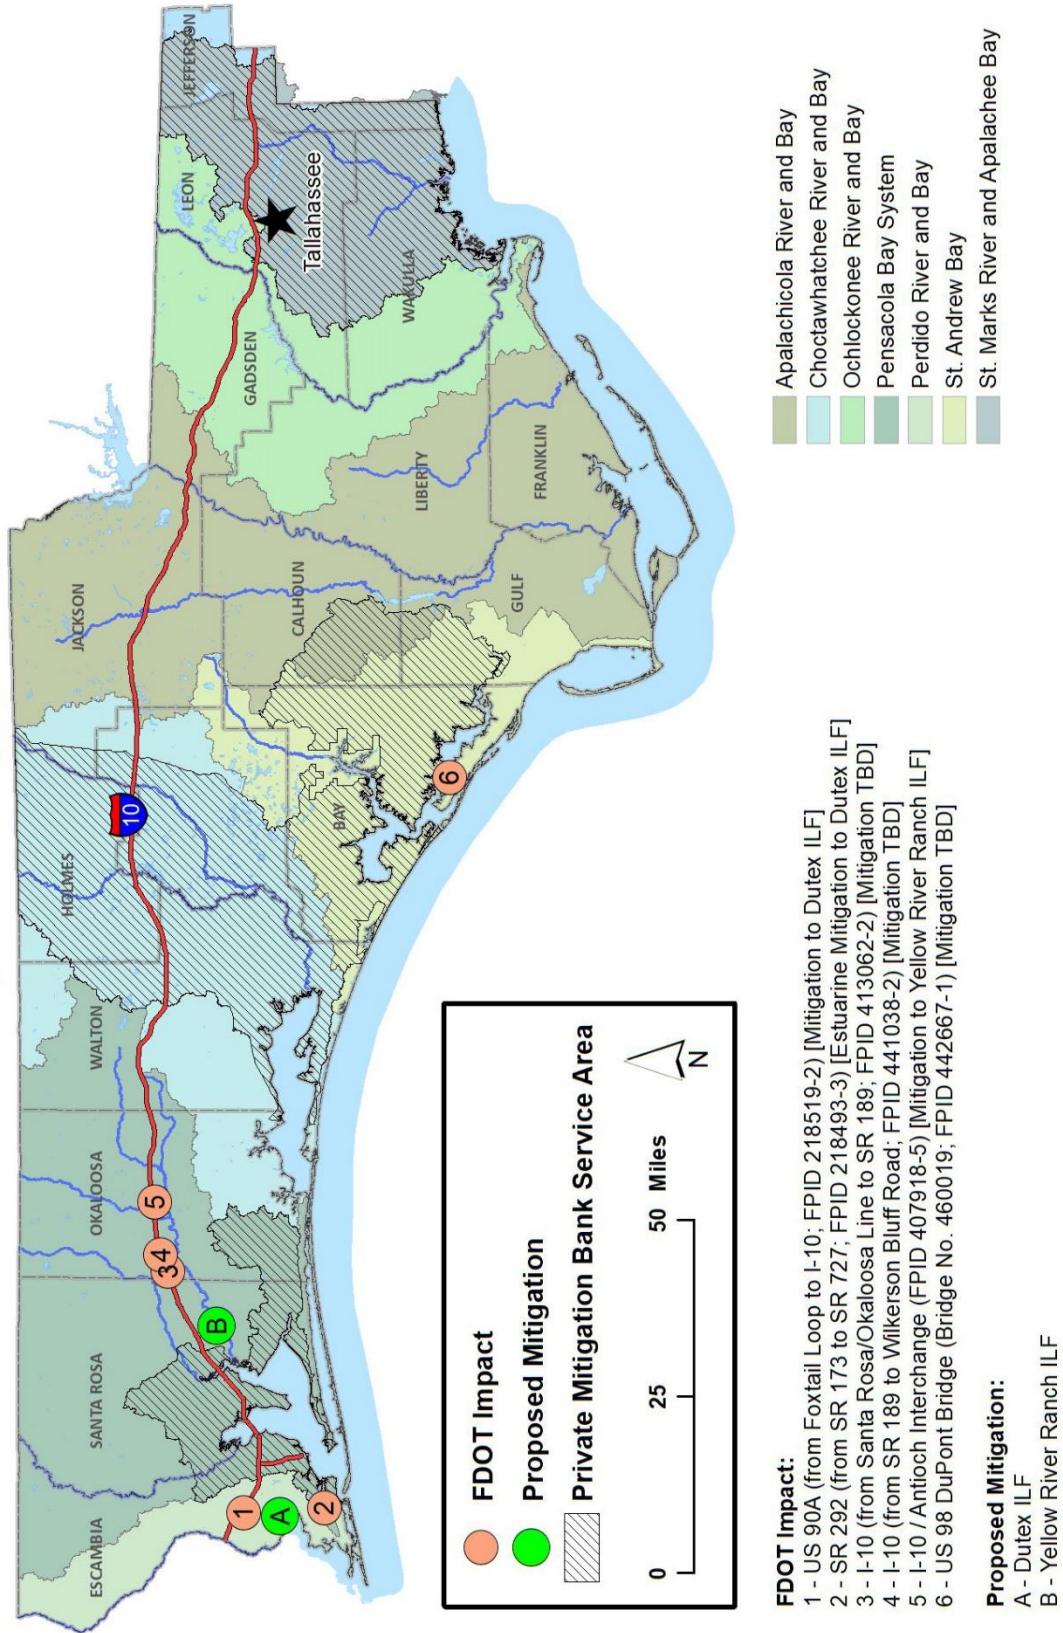 ESCAMBIA
SANTA ROSA
OKALOOSA
WALTON
HOLMES
JACKSON
BAY
CALHOUN
GULF
LIBERTY
FRANKLIN
GADSDEN
LEON
WAKULLA
JEFFERSON
Tallahassee
10
1
A
2
B
3
4
5
6
FDOT Impact
Proposed Mitigation
Private Mitigation Bank Service Area
0
25
50 Miles
N
FDOT Impact:
1 - US 90A (from Foxtail Loop to I-10; FPID 218519-2) [Mitigation to Dutex ILF]
2 - SR 292 (from SR 173 to SR 727; FPID 218493-3) [Estuarine Mitigation to Dutex ILF]
3 - I-10 (from Santa Rosa/Okaloosa Line to SR 189; FPID 413062-2) [Mitigation TBD]
4 - I-10 (from SR 189 to Wilkerson Bluff Road; FPID 441038-2) [Mitigation TBD]
5 - I-10 / Antioch Interchange (FPID 407918-5) [Mitigation to Yellow River Ranch ILF]
6 - US 98 DuPont Bridge (Bridge No. 460019; FPID 442667-1) [Mitigation TBD]
Proposed Mitigation:
A - Dutex ILF
B - Yellow River Ranch ILF
Apalachicola River and Bay
Choctawhatchee River and Bay
Ochlockonee River and Bay
Pensacola Bay System
Perdido River and Bay
St. Andrew Bay
St. Marks River and Apalachee Bay